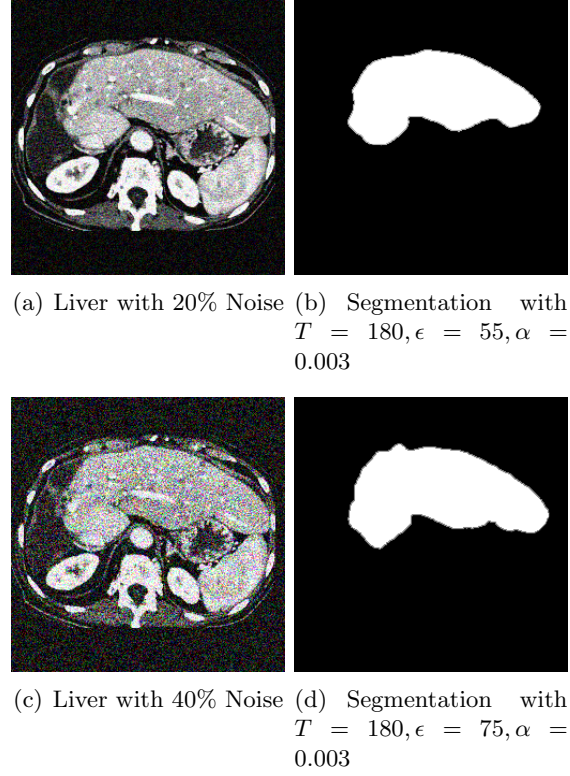 (a) Liver with 20% Noise
(b) Segmentation with
T = 180, ϵ = 55, α =
0.003
(c) Liver with 40% Noise
(d) Segmentation with
T = 180, ϵ = 75, α =
0.003